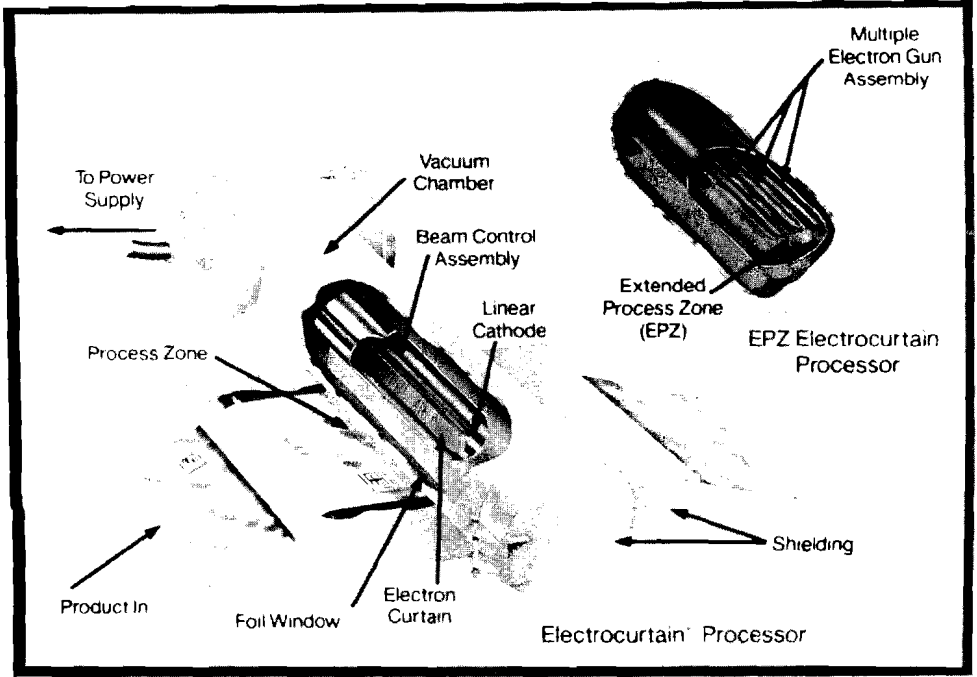 Multiple
Electron Gun
Assembly
To Power
Supply
Vacuum
Chamber
Beam Control
Assembly
Linear
Cathode
Process Zone
Extended
Process Zone
(EPZ)
EPZ Electrocurtain
Processor
Shielding
Product In
Foil Window
Electron
Curtain
Electrocurtain Processor